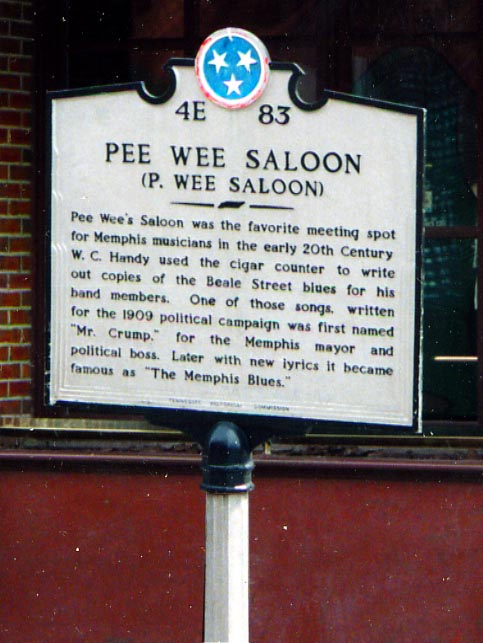 4E 83
PEE WEE SALOON
(P. WEE SALOON)
Pee Wee's Saloon was the favorite meeting spot
for Memphis musicians in the early 20th Century
W. C. Handy used the cigar counter to write
out copies of the Beale Street blues for his
band members. One of those songs, written
for the 1909 political campaign was first named
"Mr. Crump," for the Memphis mayor and
political boss. Later with new lyrics it became
famous as "The Memphis Blues."
TENNESSEE HISTORICAL COMMISSION